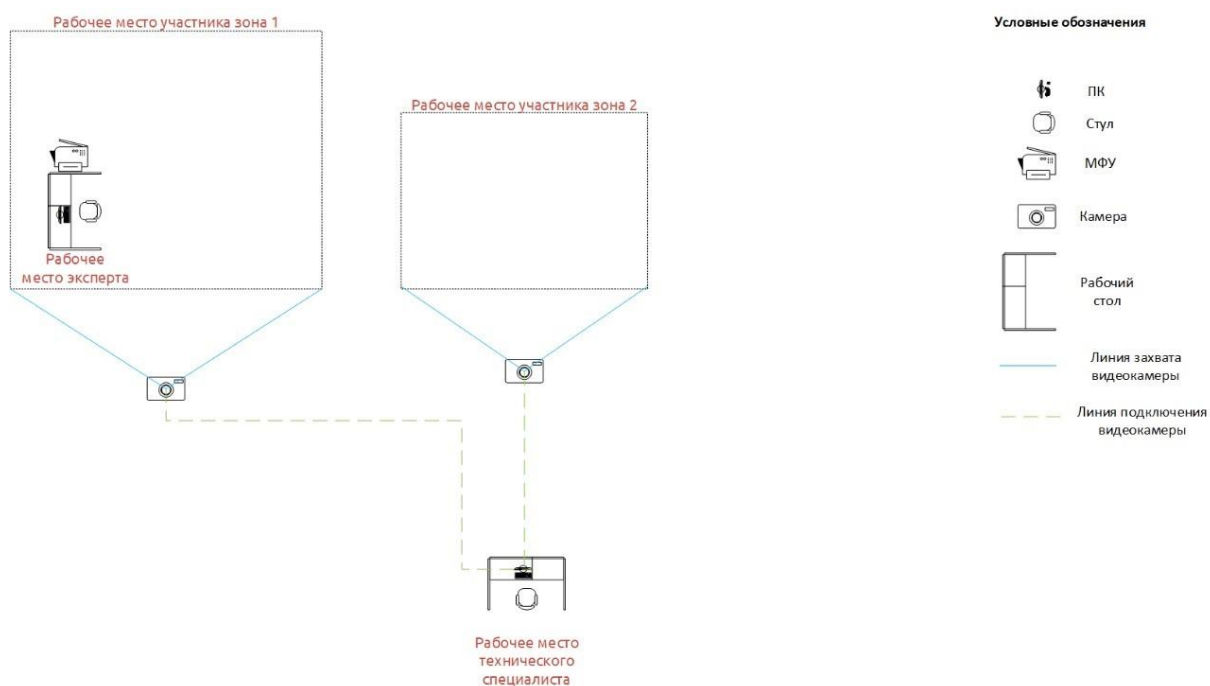 Рабочее место участника зона 1
Рабочее место участника зона 2
Рабочее
место эксперта
Рабочее место
технического
специалиста
Условные обозначения
ПК
Стул
МФУ
Камера
Рабочий
стол
Линия захвата
видеокамеры
Линия подключения
видеокамеры